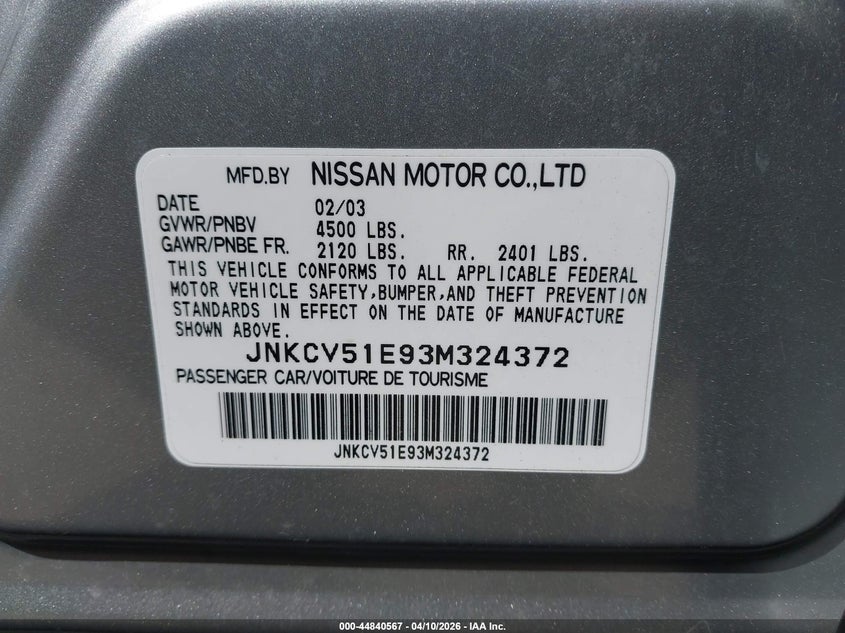 MFD.BY NISSAN MOTOR CO.,LTD
DATE 02/03
GVWR/PNBV 4500 LBS.
GAWR/PNBE FR. 2120 LBS. RR. 2401 LBS.
THIS VEHICLE CONFORMS TO ALL APPLICABLE FEDERAL
MOTOR VEHICLE SAFETY,BUMPER,AND THEFT PREVENTION
STANDARDS IN EFFECT ON THE DATE OF MANUFACTURE
SHOWN ABOVE.
JNKCV51E93M324372
PASSENGER CAR/VOITURE DE TOURISME
JNKCV51E93M324372
000-44840567 - 04/10/2026 - IAA Inc.